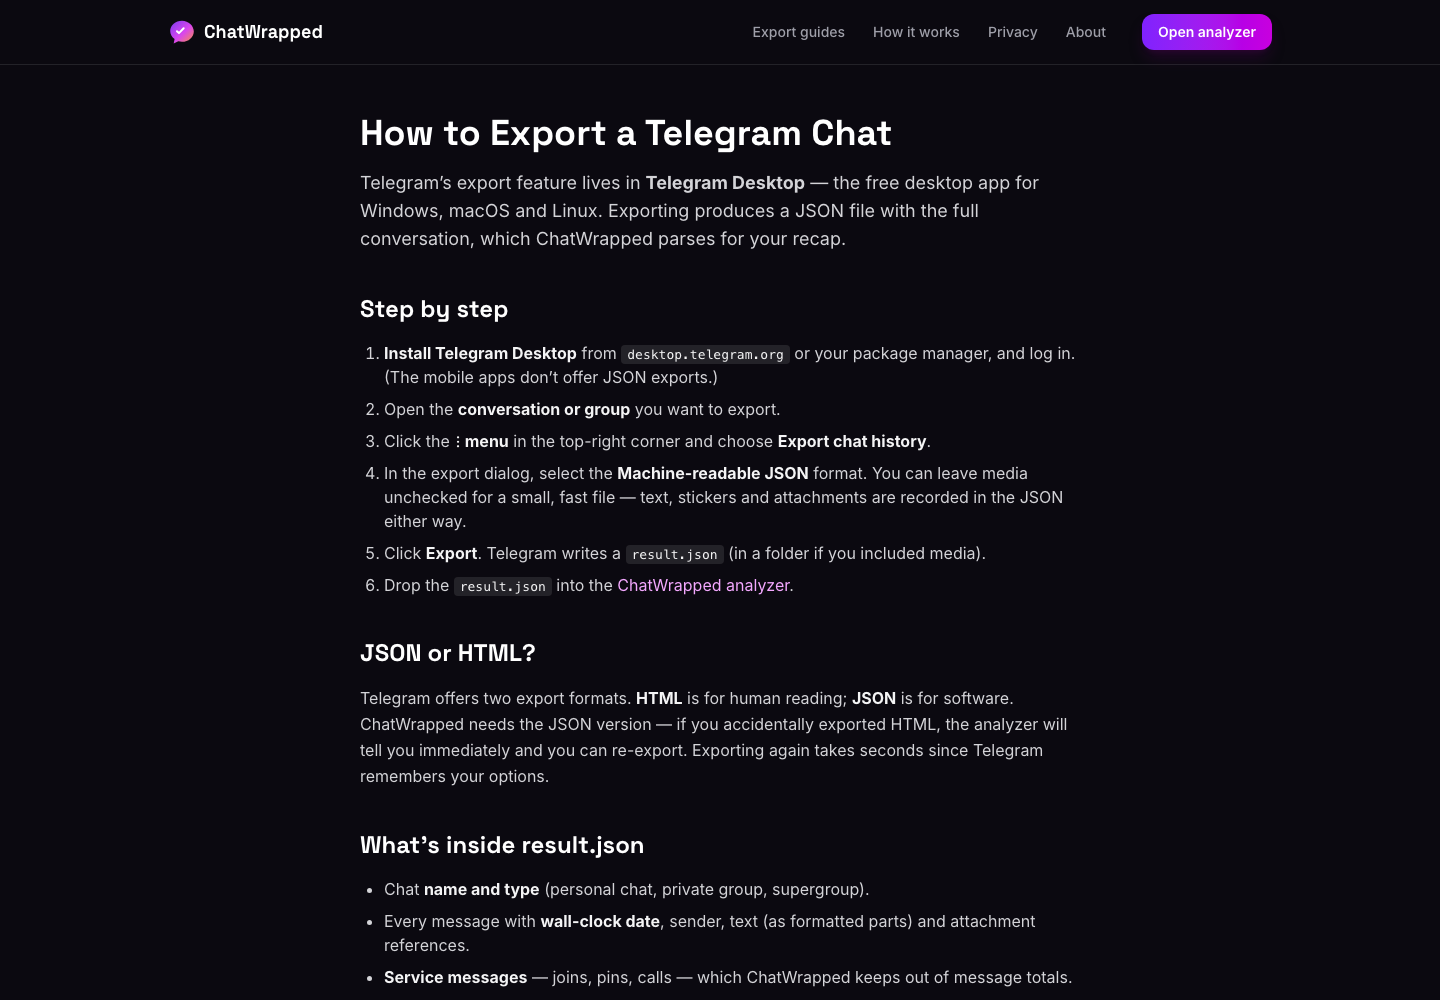 ChatWrapped
Export guides
How it works
Privacy
About
Open analyzer
How to Export a Telegram Chat
Telegram’s export feature lives in Telegram Desktop — the free desktop app for
Windows, macOS and Linux. Exporting produces a JSON file with the full
conversation, which ChatWrapped parses for your recap.
Step by step
1. Install Telegram Desktop from desktop.telegram.org or your package manager, and log in.
(The mobile apps don’t offer JSON exports.)
2. Open the conversation or group you want to export.
3. Click the ⋮ menu in the top-right corner and choose Export chat history.
4. In the export dialog, select the Machine-readable JSON format. You can leave media
unchecked for a small, fast file — text, stickers and attachments are recorded in the JSON
either way.
5. Click Export. Telegram writes a result.json (in a folder if you included media).
6. Drop the result.json into the ChatWrapped analyzer.
JSON or HTML?
Telegram offers two export formats. HTML is for human reading; JSON is for software.
ChatWrapped needs the JSON version — if you accidentally exported HTML, the analyzer will
tell you immediately and you can re-export. Exporting again takes seconds since Telegram
remembers your options.
What’s inside result.json
• Chat name and type (personal chat, private group, supergroup).
• Every message with wall-clock date, sender, text (as formatted parts) and attachment
references.
• Service messages — joins, pins, calls — which ChatWrapped keeps out of message totals.